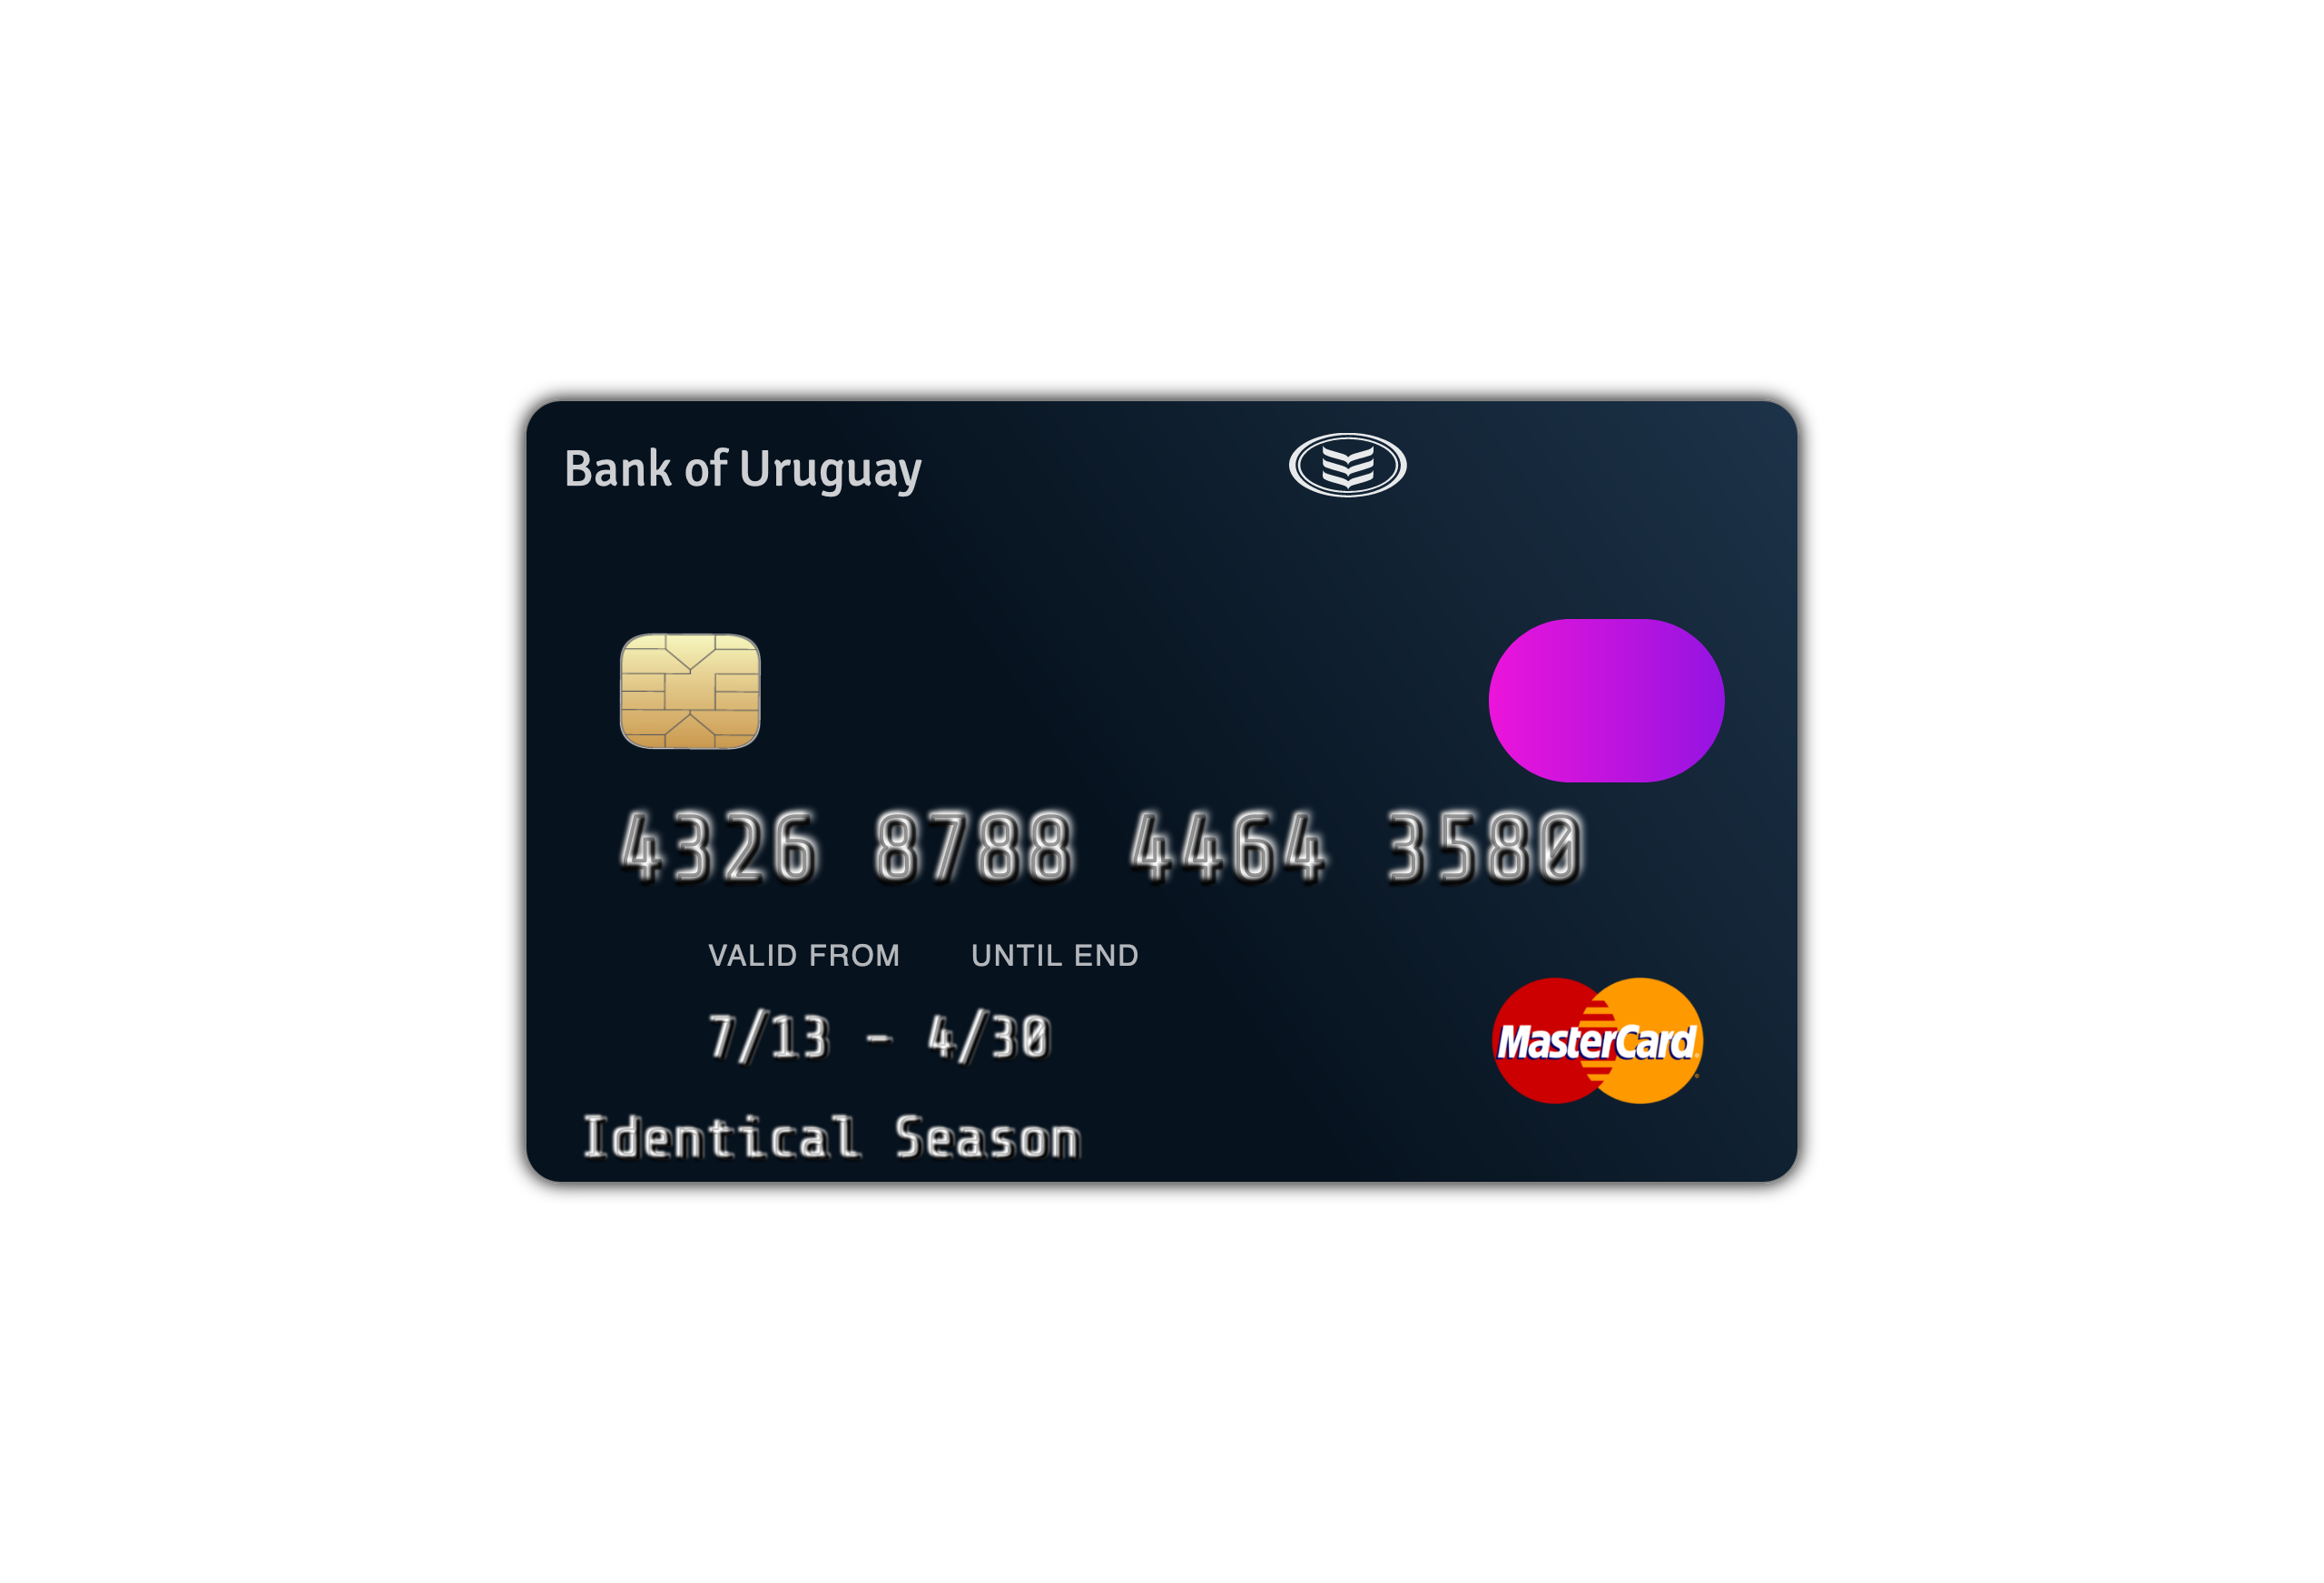 Bank of Uruguay
4326 8788 4464 3580
VALID FROM UNTIL END
7/13 - 4/30
MasterCard
Identical Season